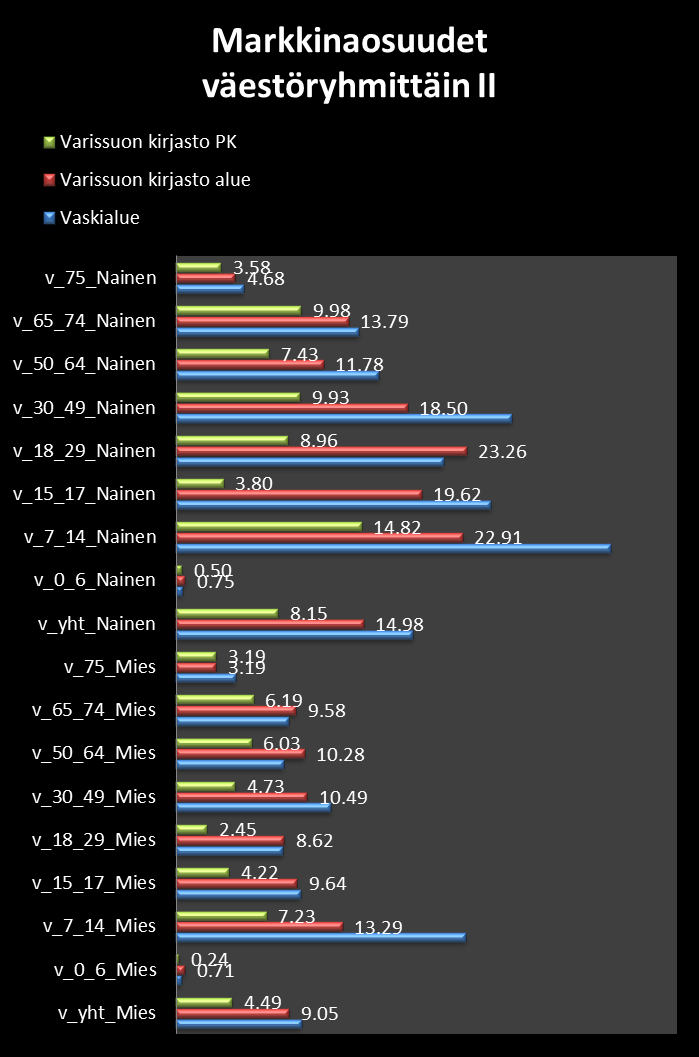 Markkinaosuudet
väestöryhmittäin II
Varissuon kirjasto PK
Varissuon kirjasto alue
Vaskialue
v_75_Nainen 3.58 4.68
v_65_74_Nainen 9.98 13.79
v_50_64_Nainen 7.43 11.78
v_30_49_Nainen 9.93 18.50
v_18_29_Nainen 8.96 23.26
v_15_17_Nainen 3.80 19.62
v_7_14_Nainen 14.82 22.91
v_0_6_Nainen 0.50 0.75
v_yht_Nainen 8.15 14.98
v_75_Mies 3.19 3.19
v_65_74_Mies 6.19 9.58
v_50_64_Mies 6.03 10.28
v_30_49_Mies 4.73 10.49
v_18_29_Mies 2.45 8.62
v_15_17_Mies 4.22 9.64
v_7_14_Mies 7.23 13.29
v_0_6_Mies 0.24 0.71
v_yht_Mies 4.49 9.05